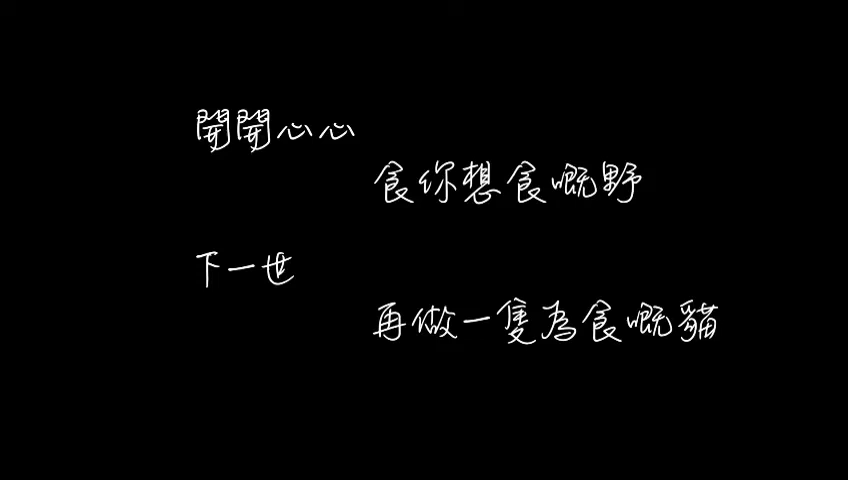 開開心心
食你想食嘅野
下一世
再做一隻為食嘅貓